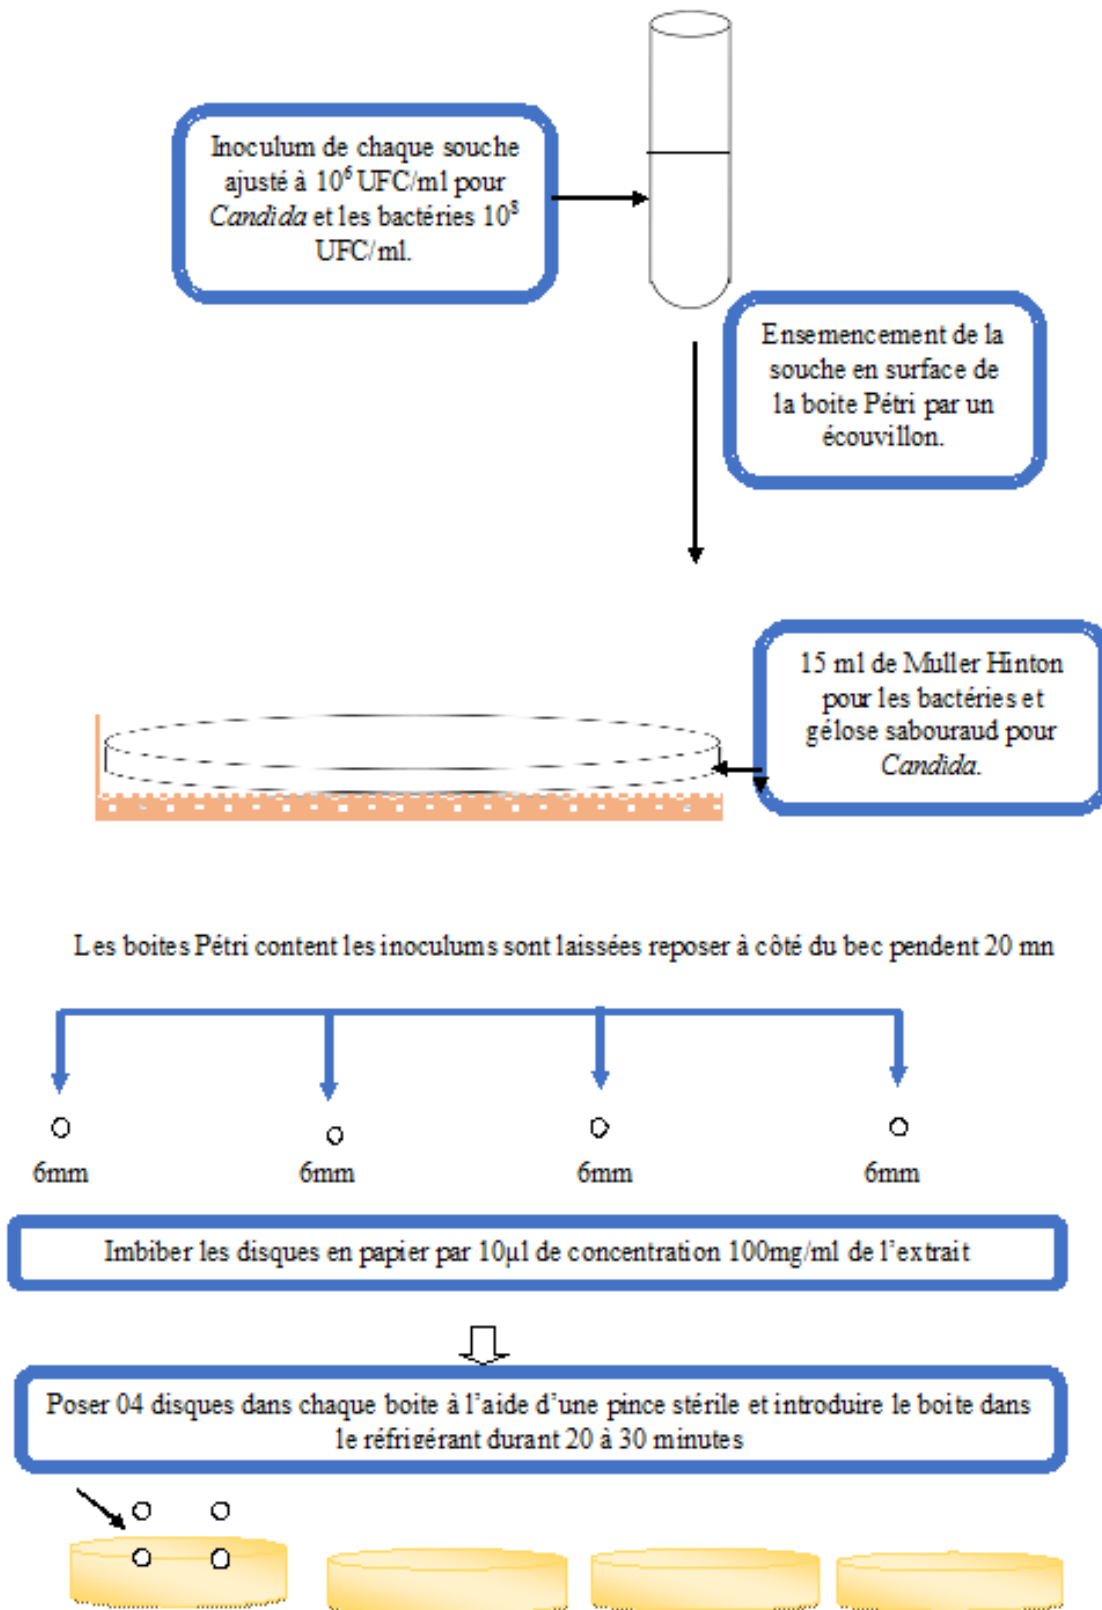 Inoculum de chaque souche
ajusté à 10⁶ UFC/ml pour
Candida et les bactéries 10⁸
UFC/ml.
Ensemencement de la
souche en surface de
la boite Pétri par un
écouvillon.
15 ml de Muller Hinton
pour les bactéries et
gélose sabouraud pour
Candida.
Les boites Pétri content les inoculums sont laissées reposer à côté du bec pendent 20 mn
6mm 6mm 6mm 6mm
Imbiber les disques en papier par 10µl de concentration 100mg/ml de l’extrait
Poser 04 disques dans chaque boite à l’aide d’une pince stérile et introduire le boite dans
le réfrigérant durant 20 à 30 minutes